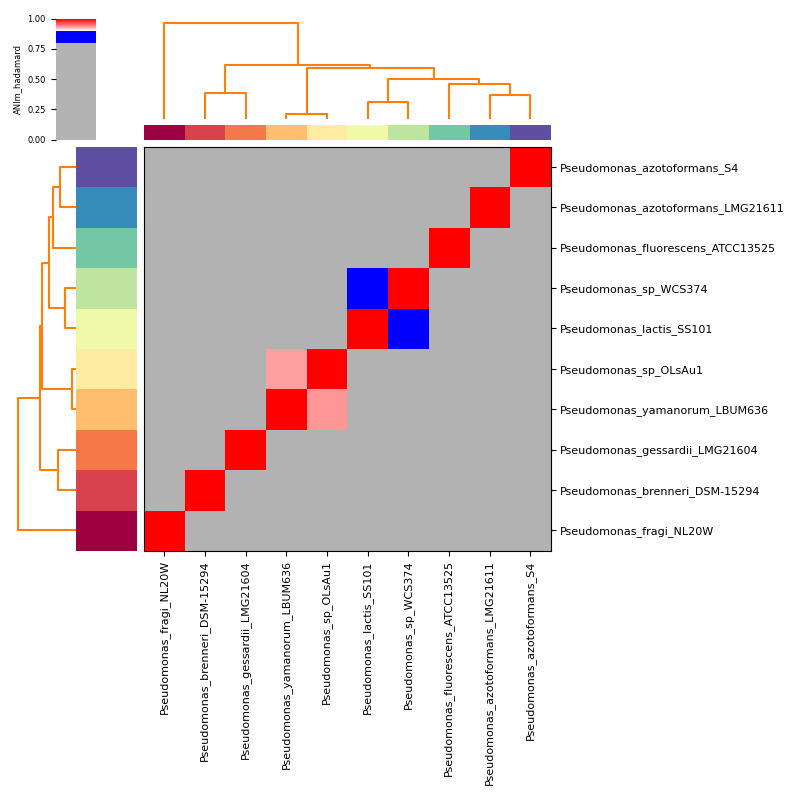 1.00
0.75
0.50
0.25
0.00
ANIm_hadamard
Pseudomonas_azotoformans_S4
Pseudomonas_azotoformans_LMG21611
Pseudomonas_fluorescens_ATCC13525
Pseudomonas_sp_WCS374
Pseudomonas_lactis_SS101
Pseudomonas_sp_OLsAu1
Pseudomonas_yamanorum_LBUM636
Pseudomonas_gessardii_LMG21604
Pseudomonas_brenneri_DSM-15294
Pseudomonas_fragi_NL20W
Pseudomonas_fragi_NL20W
Pseudomonas_brenneri_DSM-15294
Pseudomonas_gessardii_LMG21604
Pseudomonas_yamanorum_LBUM636
Pseudomonas_sp_OLsAu1
Pseudomonas_lactis_SS101
Pseudomonas_sp_WCS374
Pseudomonas_fluorescens_ATCC13525
Pseudomonas_azotoformans_LMG21611
Pseudomonas_azotoformans_S4